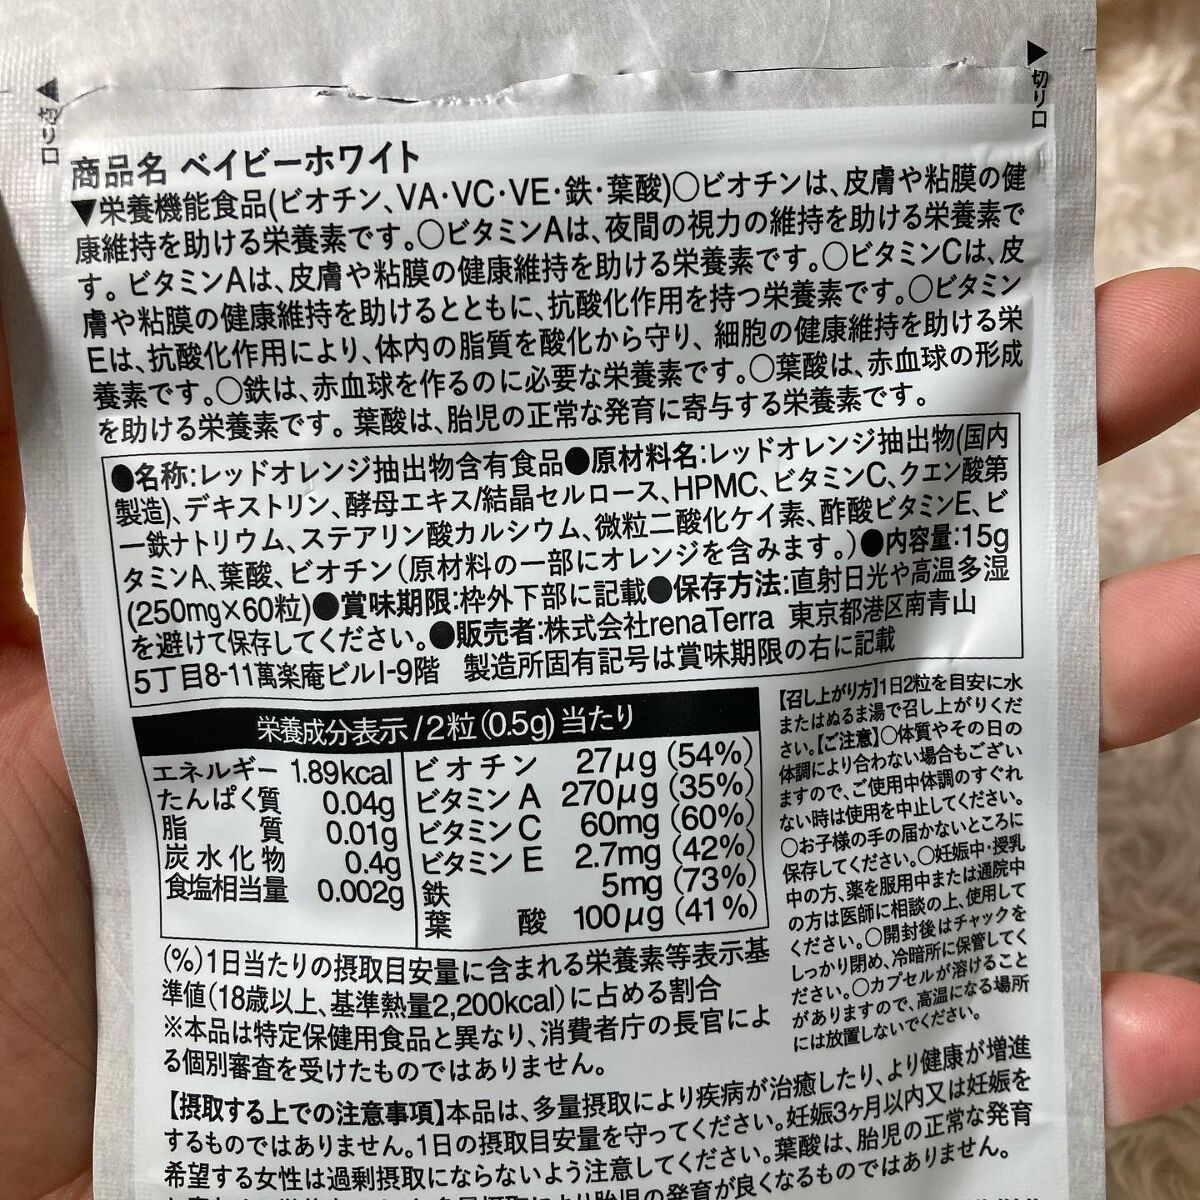 切り口
切り口
商品名 ベイビーホワイト
▼栄養機能食品(ビオチン、VA・VC・VE・鉄・葉酸)〇ビオチンは、皮膚や粘膜の健
康維持を助ける栄養素です。〇ビタミンAは、夜間の視力の維持を助ける栄養素で
す。ビタミンAは、皮膚や粘膜の健康維持を助ける栄養素です。〇ビタミンCは、皮
膚や粘膜の健康維持を助けるとともに、抗酸化作用を持つ栄養素です。〇ビタミン
Eは、抗酸化作用により、体内の脂質を酸化から守り、細胞の健康維持を助ける栄
養素です。〇鉄は、赤血球を作るのに必要な栄養素です。〇葉酸は、赤血球の形成
を助ける栄養素です。葉酸は、胎児の正常な発育に寄与する栄養素です。
●名称:レッドオレンジ抽出物含有食品●原材料名:レッドオレンジ抽出物(国内
製造)、デキストリン、酵母エキス/結晶セルロース、HPMC、ビタミンC、クエン酸第
一鉄ナトリウム、ステアリン酸カルシウム、微粒二酸化ケイ素、酢酸ビタミンE、ビ
タミンA、葉酸、ビオチン(原材料の一部にオレンジを含みます。)●内容量:15g
(250mg×60粒)●賞味期限:枠外下部に記載●保存方法:直射日光や高温多湿
を避けて保存してください。●販売者:株式会社renaTerra 東京都港区南青山
5丁目8-11萬楽庵ビルI-9階 製造所固有記号は賞味期限の右に記載
栄養成分表示/2粒(0.5g)当たり
エネルギー 1.89kcal
たんぱく質 0.04g
脂質 0.01g
炭水化物 0.4g
食塩相当量 0.002g
ビオチン 27μg (54%)
ビタミンA 270μg (35%)
ビタミンC 60mg (60%)
ビタミンE 2.7mg (42%)
鉄 5mg (73%)
葉酸 100μg (41%)
【召し上がり方】1日2粒を目安に水
またはぬるま湯で召し上がりくだ
さい。【ご注意】〇体質やその日の
体調により合わない場合もござい
ますので、ご使用中体調のすぐれ
ない時は使用を中止してください。
〇お子様の手の届かないところに
保存してください。〇妊娠中・授乳
中の方、薬を服用中または通院中
の方は医師に相談の上、使用して
ください。〇開封後はチャックを
しっかり閉め、冷暗所に保管してく
ださい。〇カプセルが溶けること
がありますので、高温になる場所
には放置しないでください。
(%)1日当たりの摂取目安量に含まれる栄養素等表示基
準値(18歳以上、基準熱量2,200kcal)に占める割合
※本品は特定保健用食品と異なり、消費者庁の長官によ
る個別審査を受けたものではありません。
【摂取する上での注意事項】本品は、多量摂取により疾病が治癒したり、より健康が増進
するものではありません。1日の摂取目安量を守ってください。妊娠3ヶ月以内又は妊娠を
希望する女性は過剰摂取にならないよう注意してください。葉酸は、胎児の正常な発育
により胎児の発育が良くなるものではありません。